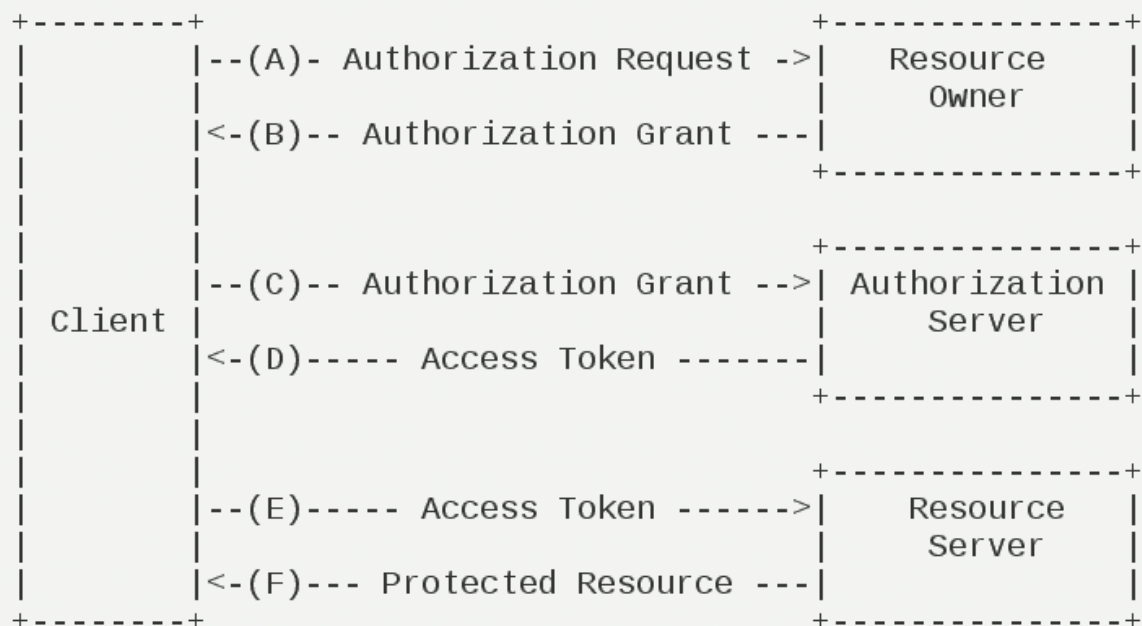 +--------+                               +---------------+
|        |--(A)- Authorization Request ->|   Resource    |
|        |                               |     Owner     |
|        |<-(B)-- Authorization Grant ---|               |
|        |                               +---------------+
|        |
|        |                               +---------------+
|        |--(C)-- Authorization Grant -->| Authorization |
| Client |                               |     Server    |
|        |<-(D)----- Access Token -------|               |
|        |                               +---------------+
|        |
|        |                               +---------------+
|        |--(E)----- Access Token ------>|    Resource   |
|        |                               |     Server    |
|        |<-(F)--- Protected Resource ---|               |
+--------+                               +---------------+